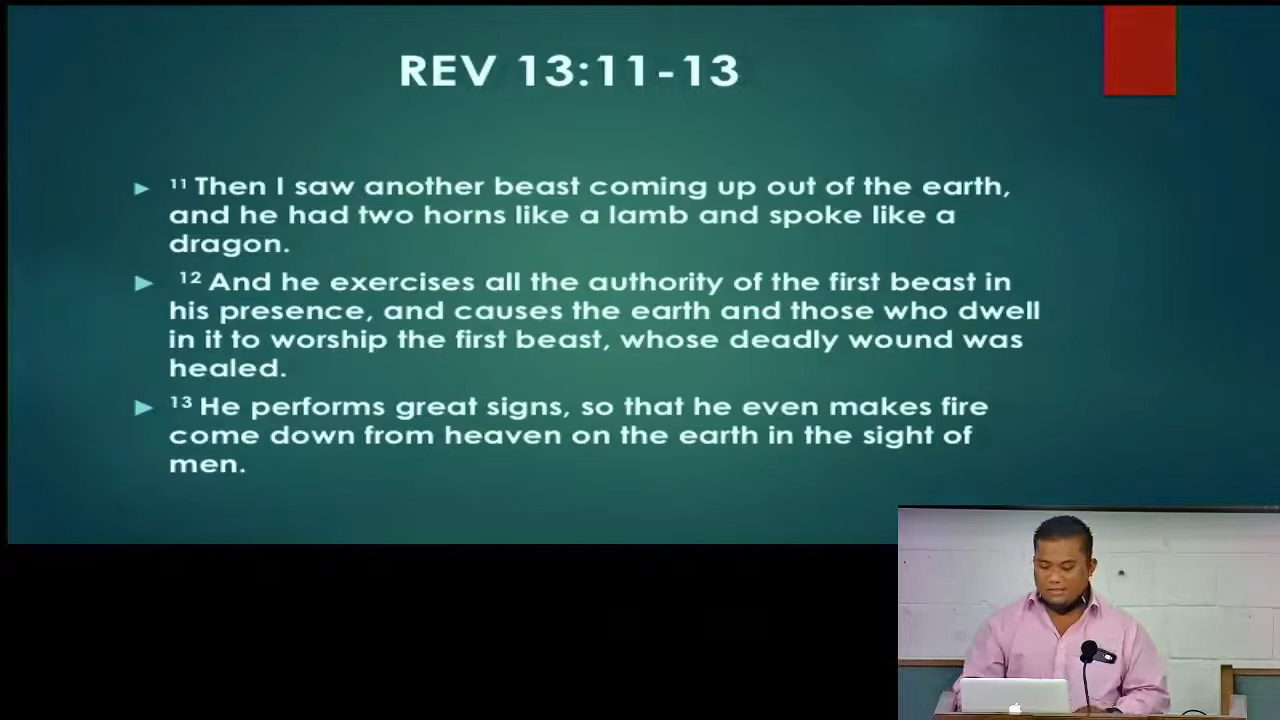 REV 13:11-13
► ¹¹ Then I saw another beast coming up out of the earth,
and he had two horns like a lamb and spoke like a
dragon.
► ¹² And he exercises all the authority of the first beast in
his presence, and causes the earth and those who dwell
in it to worship the first beast, whose deadly wound was
healed.
► ¹³ He performs great signs, so that he even makes fire
come down from heaven on the earth in the sight of
men.